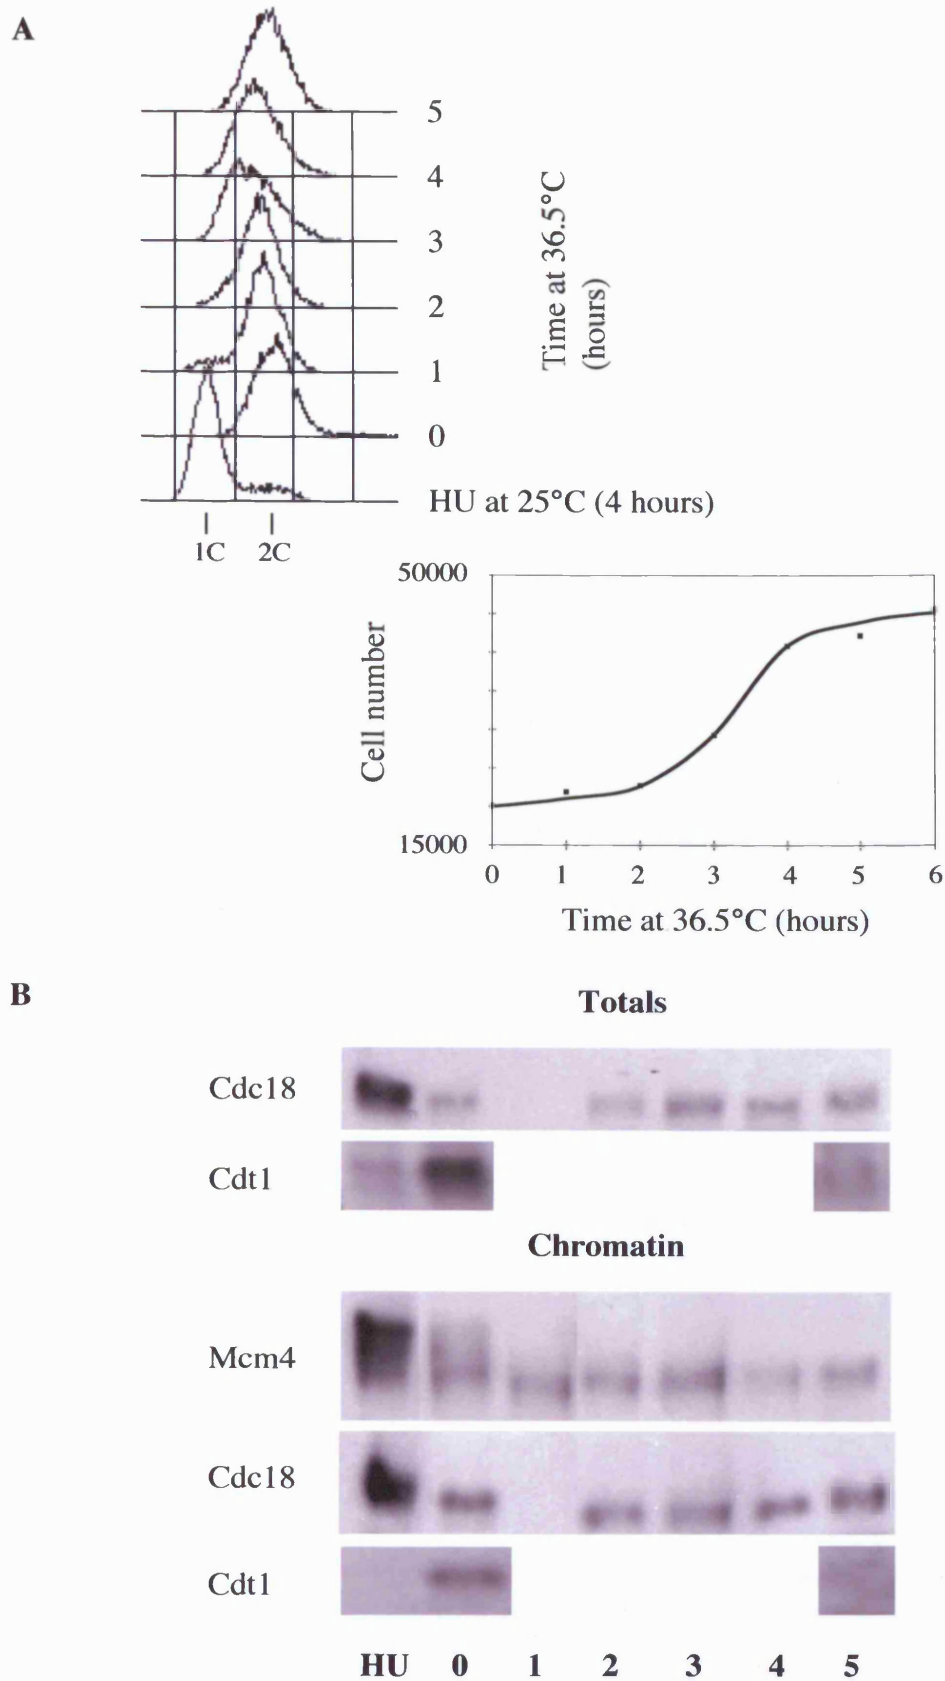 A
5
4
3
2
1
0
Time at 36.5°C
(hours)
HU at 25°C (4 hours)
1C 2C
50000
Cell number
15000
0 1 2 3 4 5 6
Time at 36.5°C (hours)
B
Totals
Cdc18
Cdt1
Chromatin
Mcm4
Cdc18
Cdt1
HU 0 1 2 3 4 5